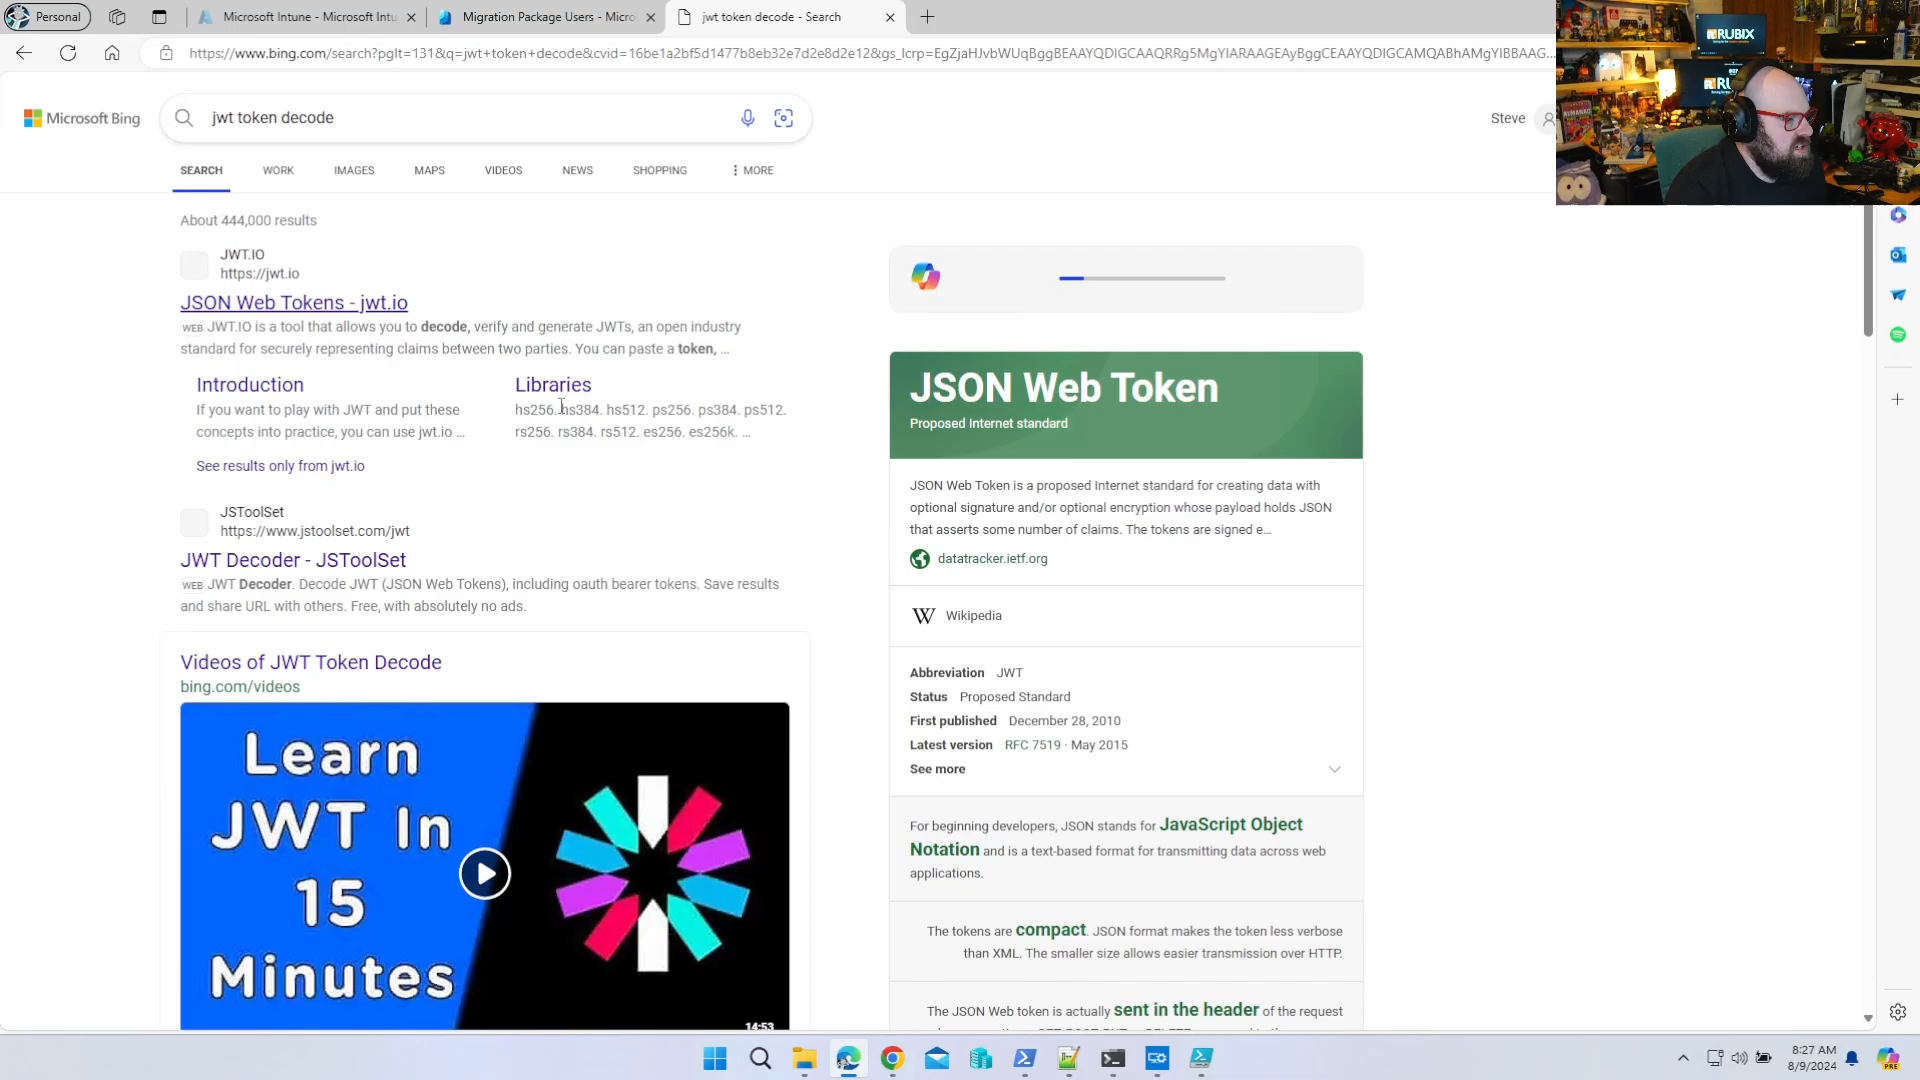 Personal
Microsoft Intune - Microsoft Intu
Migration Package Users - Micro
jwt token decode - Search
https://www.bing.com/search?pglt=131&q=jwt+token+decode&cvid=16be1a2bf5d1477b8eb32e7d2e8d2e12&gs_lcrp=EgZjaHJvbWUqBggBEAAYQDIGCAAQRRg5MgYIARAAGEAyBggCEAAYQDIGCAMQABhAMgYIBBAAG...
Microsoft Bing
jwt token decode
Steve
SEARCH
WORK
IMAGES
MAPS
VIDEOS
NEWS
SHOPPING
MORE
About 444,000 results
JWT.IO
https://jwt.io
JSON Web Tokens - jwt.io
WEB JWT.IO is a tool that allows you to decode, verify and generate JWTs, an open industry
standard for securely representing claims between two parties. You can paste a token, ...
Introduction
If you want to play with JWT and put these
concepts into practice, you can use jwt.io ...
Libraries
hs256. hs384. hs512. ps256. ps384. ps512.
rs256. rs384. rs512. es256. es256k. ...
See results only from jwt.io
JSToolSet
https://www.jstoolset.com/jwt
JWT Decoder - JSToolSet
WEB JWT Decoder. Decode JWT (JSON Web Tokens), including oauth bearer tokens. Save results
and share URL with others. Free, with absolutely no ads.
Videos of JWT Token Decode
bing.com/videos
Learn
JWT In
15
Minutes
14:53
JSON Web Token
Proposed Internet standard
JSON Web Token is a proposed Internet standard for creating data with
optional signature and/or optional encryption whose payload holds JSON
that asserts some number of claims. The tokens are signed e...
datatracker.ietf.org
W Wikipedia
Abbreviation JWT
Status Proposed Standard
First published December 28, 2010
Latest version RFC 7519 · May 2015
See more
For beginning developers, JSON stands for JavaScript Object
Notation and is a text-based format for transmitting data across web
applications.
The tokens are compact. JSON format makes the token less verbose
than XML. The smaller size allows easier transmission over HTTP.
The JSON Web token is actually sent in the header of the request
RUBIX
8:27 AM
8/9/2024
PRE